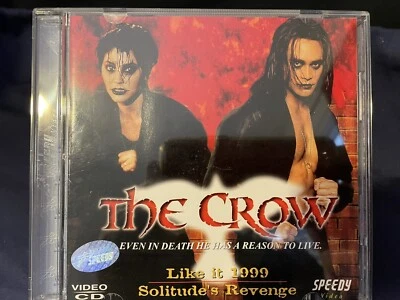 THE CROW
EVEN IN DEATH HE HAS A REASON TO LIVE.
SPEEDY
Like it 1999
Solitude's Revenge
VIDEO
CD
SPEEDY
Video